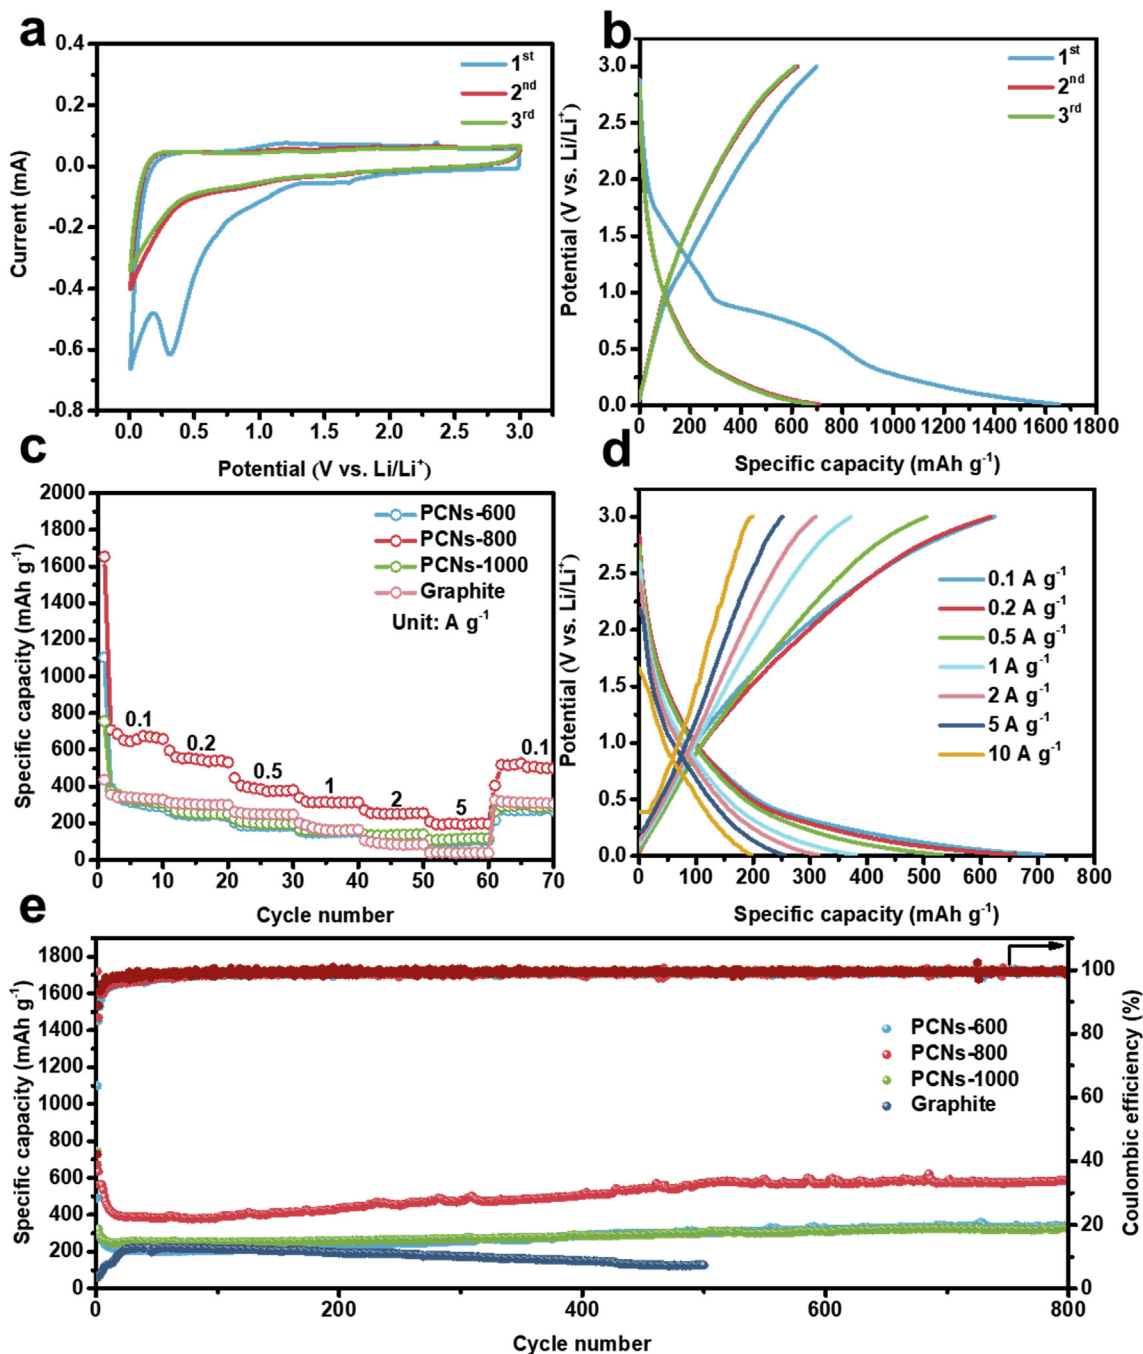 a
0.4
0.2
0.0
-0.2
-0.4
-0.6
-0.8
Current (mA)
1st
2nd
3rd
0.0 0.5 1.0 1.5 2.0 2.5 3.0
Potential (V vs. Li/Li+)
b
3.0
2.5
2.0
1.5
1.0
0.5
0.0
Potential (V vs. Li/Li+)
1st
2nd
3rd
0 200 400 600 800 1000 1200 1400 1600 1800
Specific capacity (mAh g-1)
c
2000
1800
1600
1400
1200
1000
800
600
400
200
0
Specific capacity (mAh g-1)
PCNs-600
PCNs-800
PCNs-1000
Graphite
Unit: A g-1
0.1
0.2
0.5
1
2
5
0.1
0 10 20 30 40 50 60 70
Cycle number
d
3.0
2.5
2.0
1.5
1.0
0.5
0.0
Potential (V vs. Li/Li+)
0.1 A g-1
0.2 A g-1
0.5 A g-1
1 A g-1
2 A g-1
5 A g-1
10 A g-1
0 100 200 300 400 500 600 700 800
Specific capacity (mAh g-1)
e
1800
1600
1400
1200
1000
800
600
400
200
0
Specific capacity (mAh g-1)
PCNs-600
PCNs-800
PCNs-1000
Graphite
100
80
60
40
20
0
Coulombic efficiency (%)
0 200 400 600 800
Cycle number